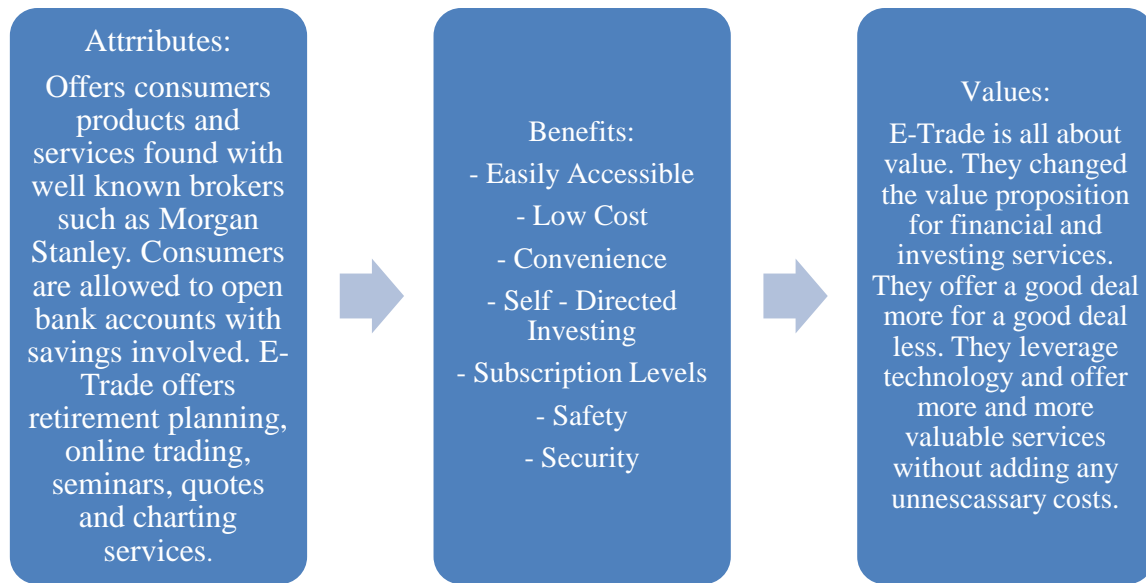 Attrributes:
Offers consumers
products and
services found with
well known brokers
such as Morgan
Stanley. Consumers
are allowed to open
bank accounts with
savings involved. E-
Trade offers
retirement planning,
online trading,
seminars, quotes
and charting
services.
Benefits:
- Easily Accessible
- Low Cost
- Convenience
- Self - Directed
Investing
- Subscription Levels
- Safety
- Security
Values:
E-Trade is all about
value. They changed
the value proposition
for financial and
investing services.
They offer a good deal
more for a good deal
less. They leverage
technology and offer
more and more
valuable services
without adding any
unnescassary costs.